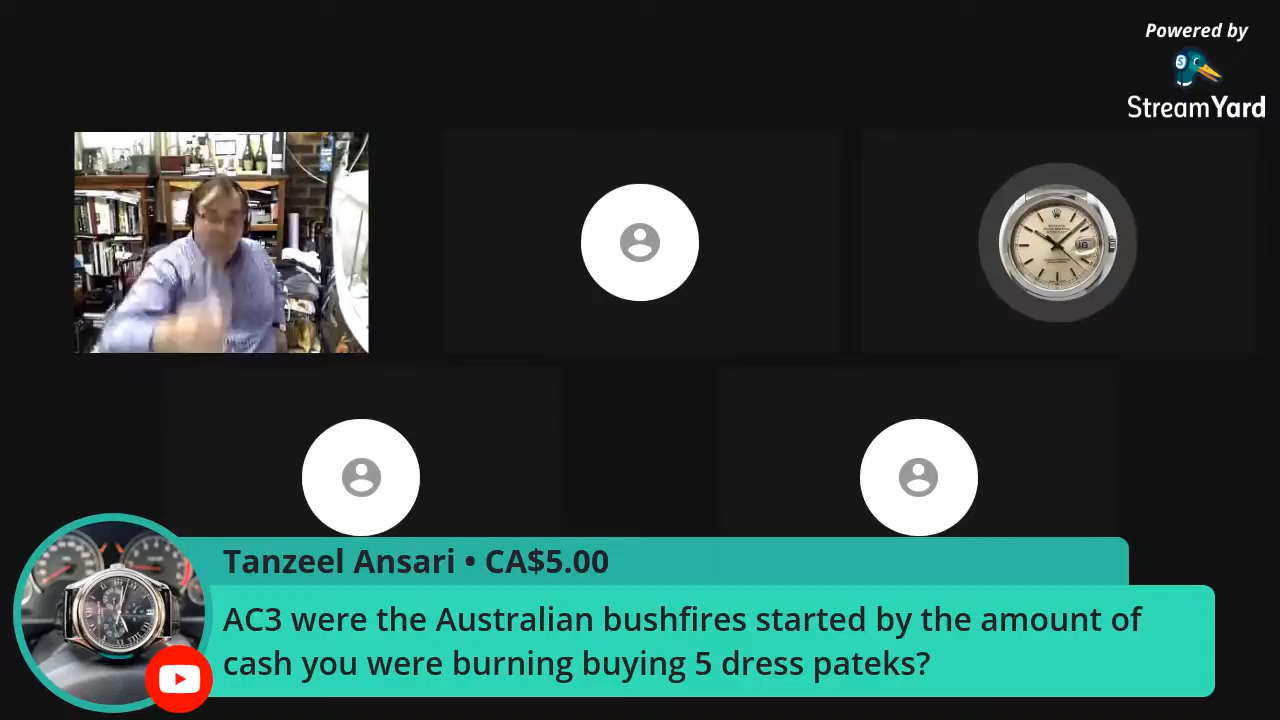 Powered by
StreamYard
Tanzeel Ansari • CA$5.00
AC3 were the Australian bushfires started by the amount of
cash you were burning buying 5 dress pateks?